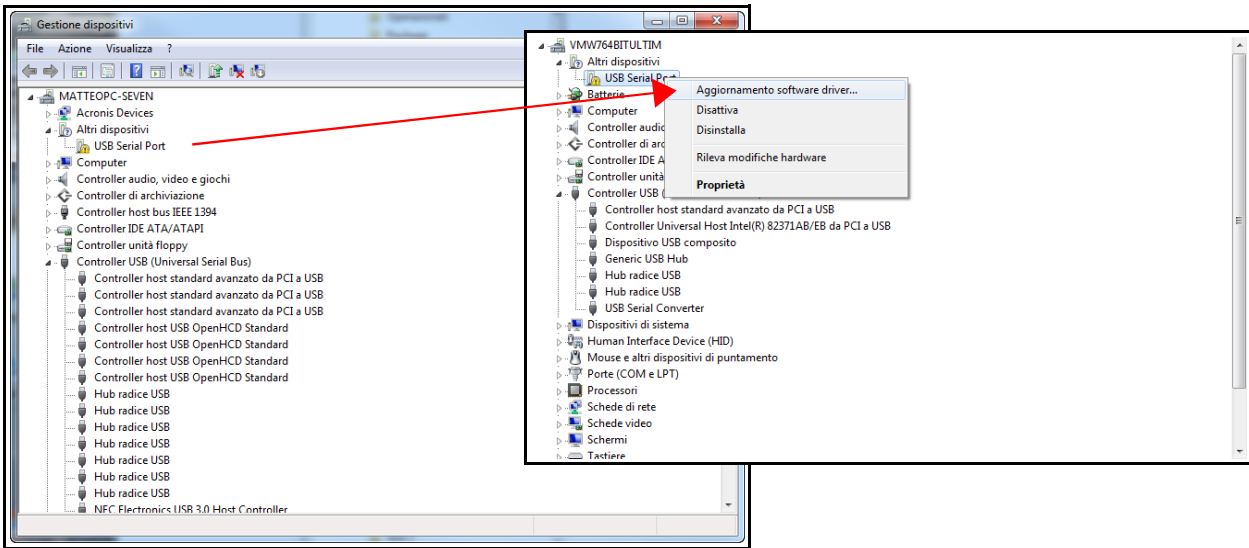 Gestione dispositivi
File Azione Visualizza ?
MATTEOPC-SEVEN
Acronis Devices
Altri dispositivi
USB Serial Port
Computer
Controller audio, video e giochi
Controller di archiviazione
Controller host bus IEEE 1394
Controller IDE ATA/ATAPI
Controller unità floppy
Controller USB (Universal Serial Bus)
Controller host standard avanzato da PCI a USB
Controller host standard avanzato da PCI a USB
Controller host standard avanzato da PCI a USB
Controller host USB OpenHCD Standard
Controller host USB OpenHCD Standard
Controller host USB OpenHCD Standard
Controller host USB OpenHCD Standard
Hub radice USB
Hub radice USB
Hub radice USB
Hub radice USB
Hub radice USB
Hub radice USB
Hub radice USB
NEC Electronics USB 3.0 Host Controller
VMW764BITULTIM
Altri dispositivi
USB Serial Port
Batterie
Computer
Controller audio
Controller di arc
Controller IDE A
Controller unità
Controller USB (
Aggiornamento software driver...
Disattiva
Disinstalla
Rileva modifiche hardware
Proprietà
Controller host standard avanzato da PCI a USB
Controller Universal Host Intel(R) 82371AB/EB da PCI a USB
Dispositivo USB composito
Generic USB Hub
Hub radice USB
Hub radice USB
USB Serial Converter
Dispositivi di sistema
Human Interface Device (HID)
Mouse e altri dispositivi di puntamento
Porte (COM e LPT)
Processori
Schede di rete
Schede video
Schermi
Tastiere